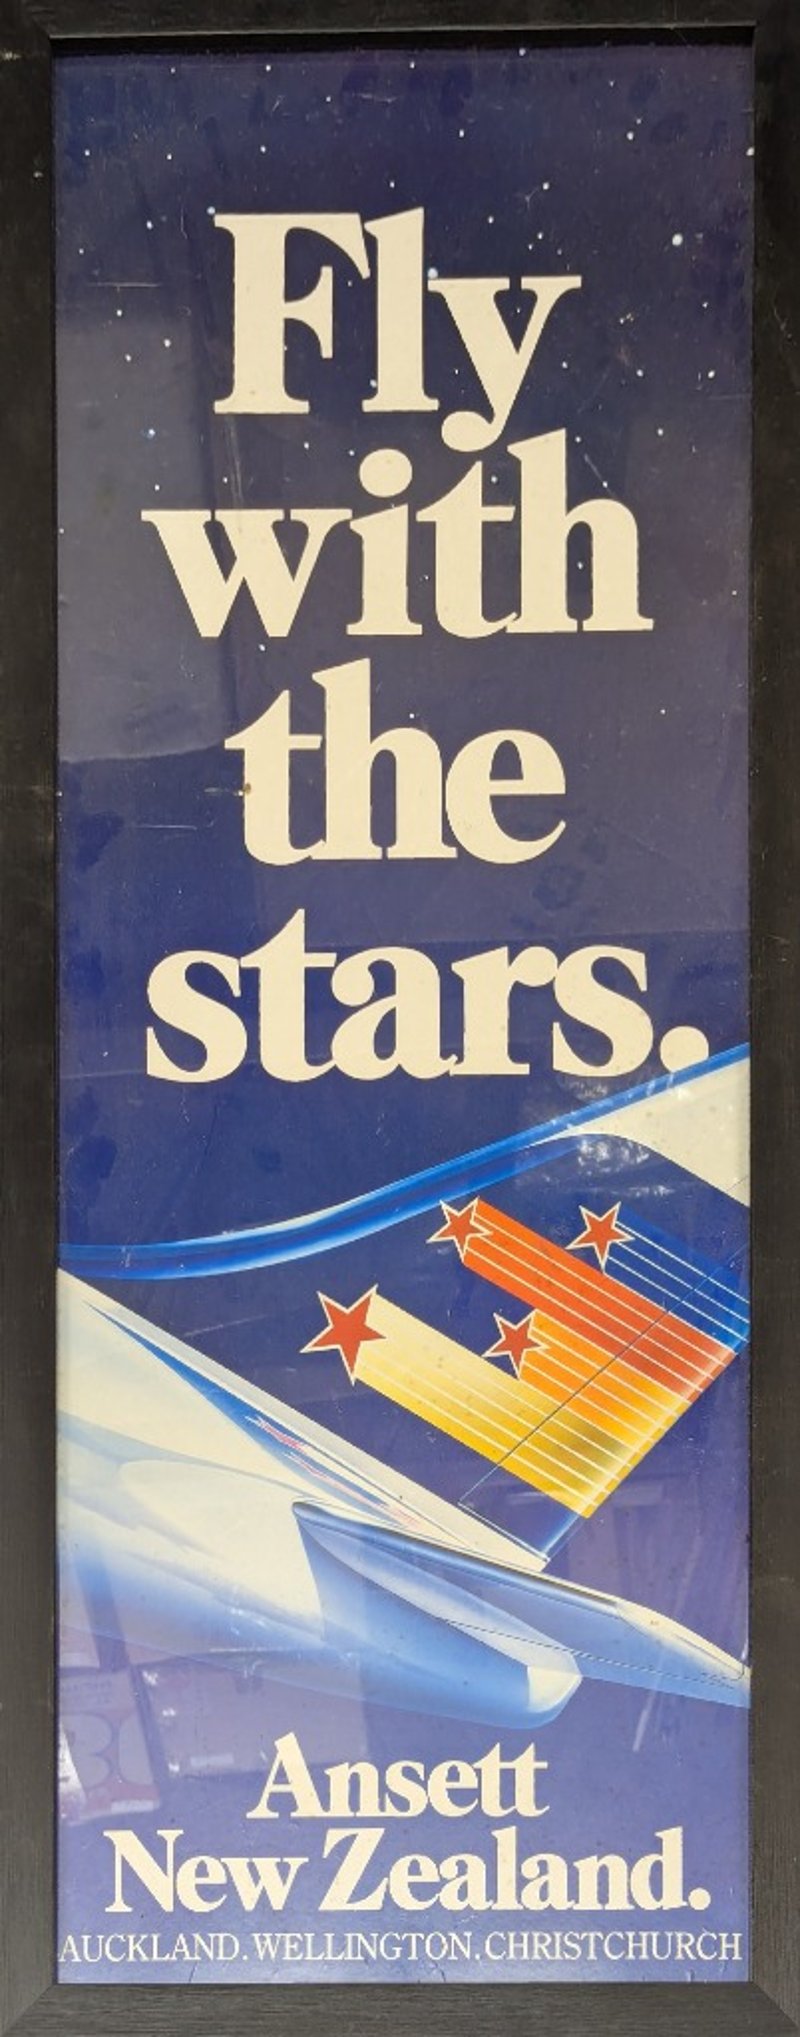 Fly
with
the
stars.
Ansett
New Zealand.
AUCKLAND. WELLINGTON. CHRISTCHURCH